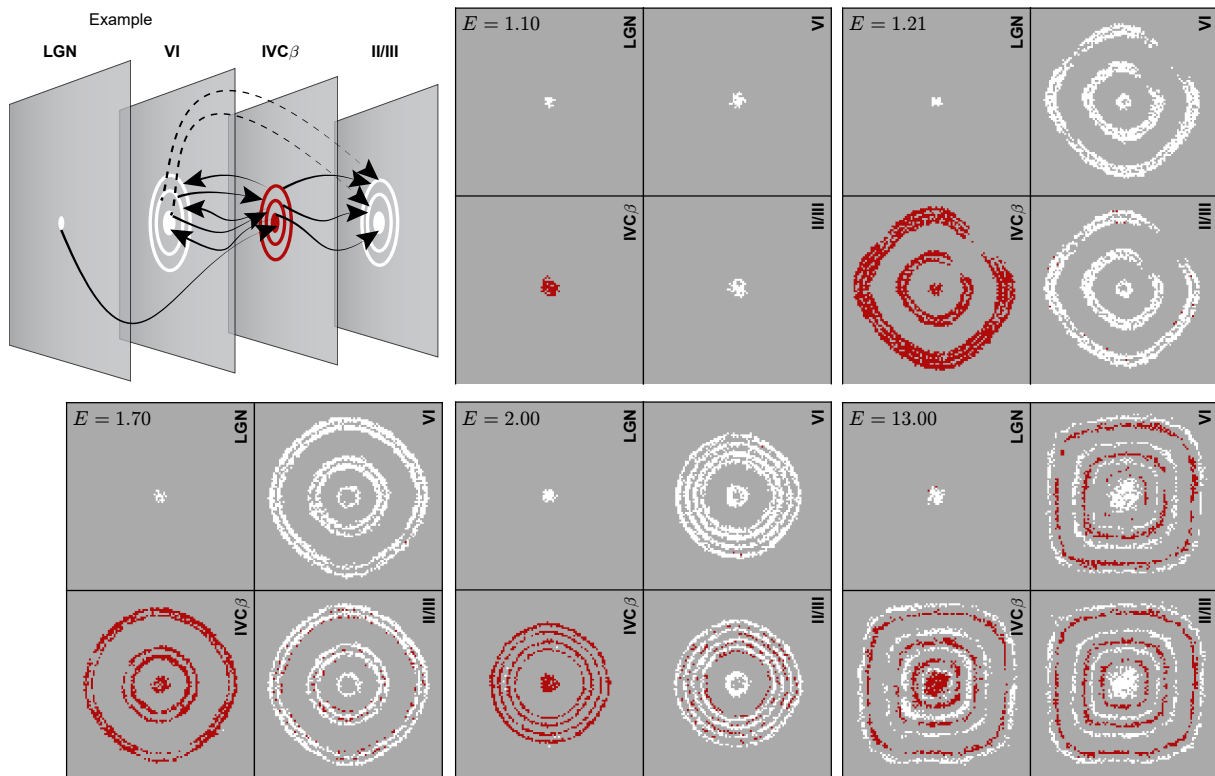 Example
LGN VI IVCβ II/III
E = 1.10 LGN VI
IVCβ II/III
E = 1.21 LGN VI
IVCβ II/III
E = 1.70 LGN VI
IVCβ II/III
E = 2.00 LGN VI
IVCβ II/III
E = 13.00 LGN VI
IVCβ II/III